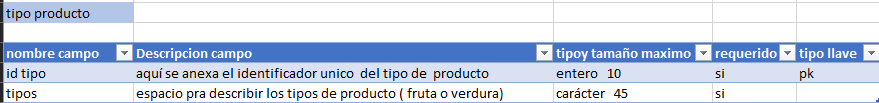 tipo producto
nombre campo Descripcion campo tipoy tamaño maximo requerido tipo llave
id tipo aquí se anexa el identificador unico del tipo de producto entero 10 si pk
tipos espacio pra describir los tipos de producto ( fruta o verdura) carácter 45 si